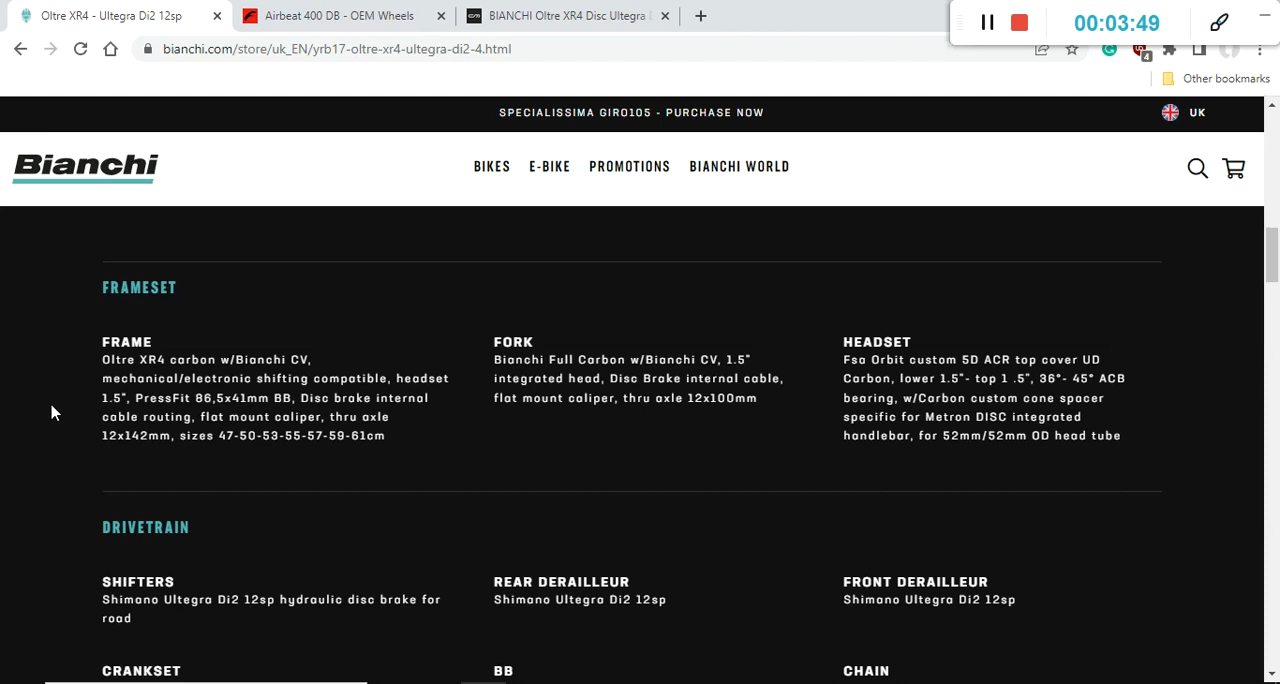 Oltre XR4 - Ultegra Di2 12sp
Airbeat 400 DB - OEM Wheels
BIANCHI Oltre XR4 Disc Ultegra
00:03:49
bianchi.com/store/uk_EN/yrb17-oltre-xr4-ultegra-di2-4.html
4
Other bookmarks
SPECIALISSIMA GIRO105 - PURCHASE NOW
UK
Bianchi
BIKES E-BIKE PROMOTIONS BIANCHI WORLD
FRAMESET
FRAME
Oltre XR4 carbon w/Bianchi CV,
mechanical/electronic shifting compatible, headset
1.5", PressFit 86,5x41mm BB, Disc brake internal
cable routing, flat mount caliper, thru axle
12x142mm, sizes 47-50-53-55-57-59-61cm
FORK
Bianchi Full Carbon w/Bianchi CV, 1.5"
integrated head, Disc Brake internal cable,
flat mount caliper, thru axle 12x100mm
HEADSET
Fsa Orbit custom 5D ACR top cover UD
Carbon, lower 1.5"- top 1 .5", 36°- 45° ACB
bearing, w/Carbon custom cone spacer
specific for Metron DISC integrated
handlebar, for 52mm/52mm OD head tube
DRIVETRAIN
SHIFTERS
Shimano Ultegra Di2 12sp hydraulic disc brake for
road
REAR DERAILLEUR
Shimano Ultegra Di2 12sp
FRONT DERAILLEUR
Shimano Ultegra Di2 12sp
CRANKSET
BB
CHAIN